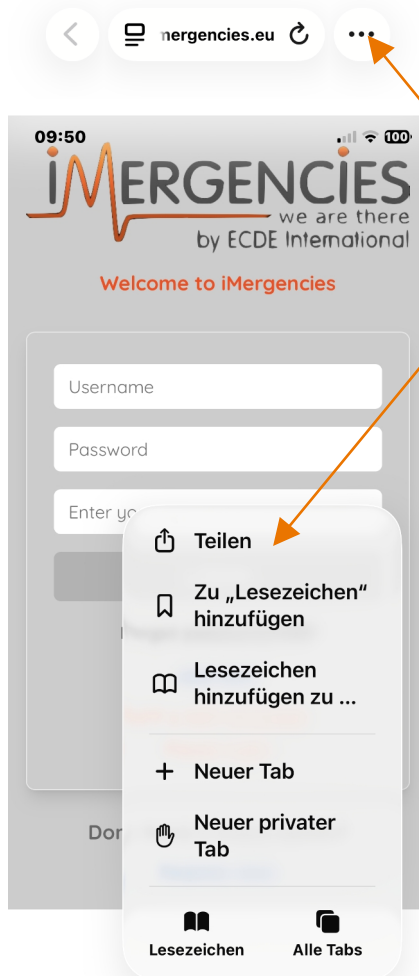 mergencies.eu
09:50
100
iMERGENCIES
we are there
by ECDE International
Welcome to iMergencies
Username
Password
Enter yo
Teilen
Zu „Lesezeichen“
hinzufügen
Lesezeichen
hinzufügen zu ...
Neuer Tab
Don
Neuer privater
Tab
Lesezeichen
Alle Tabs